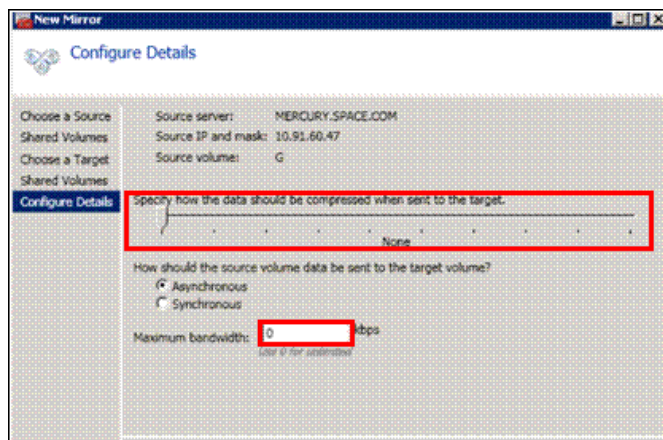 New Mirror
Configure Details
Choose a Source
Shared Volumes
Choose a Target
Shared Volumes
Configure Details
Source server: MERCURY.SPACE.COM
Source IP and mask: 10.91.60.47
Source volume: G
Specify how the data should be compressed when sent to the target.
None
How should the source volume data be sent to the target volume?
Asynchronous
Synchronous
Maximum bandwidth: 0 kbps
Use 0 for unlimited